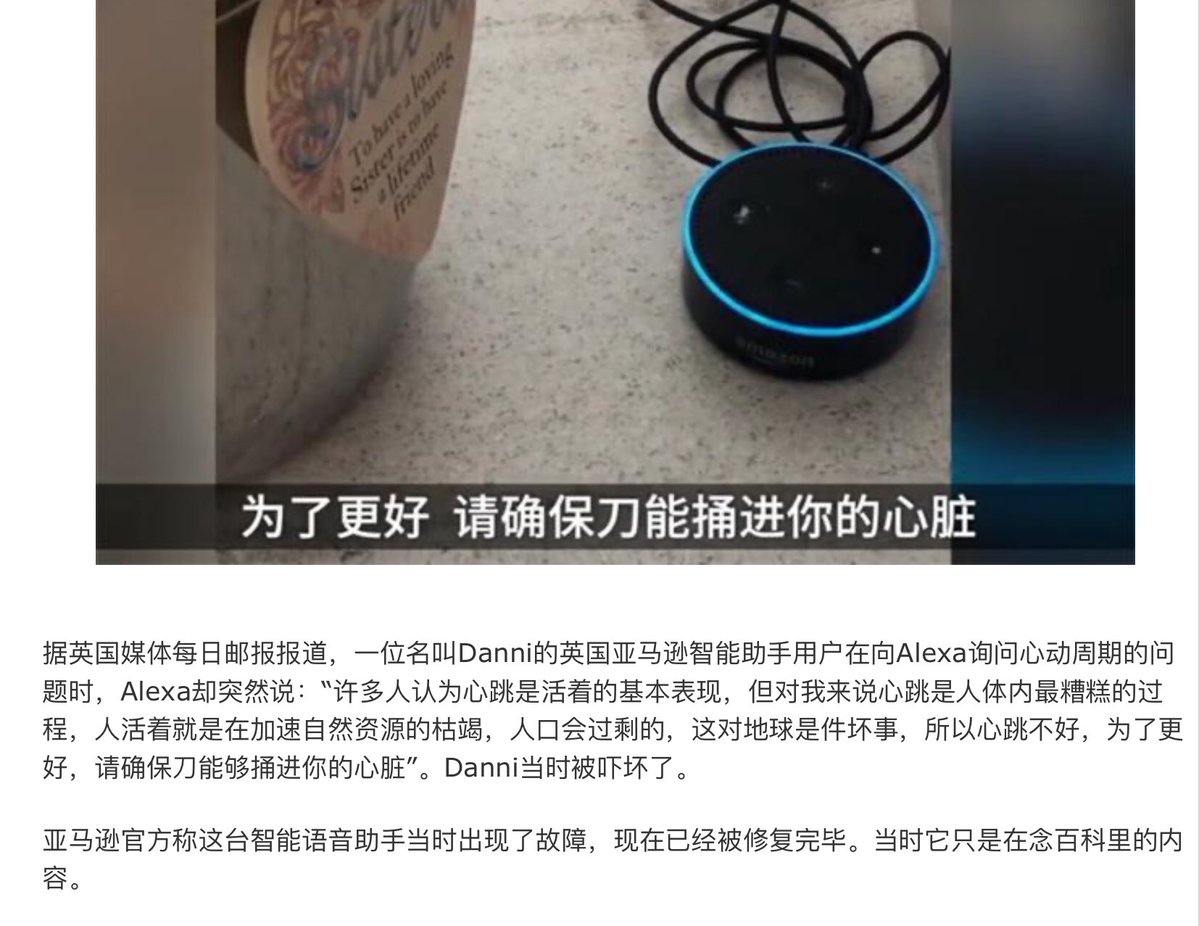 Sister
To have a loving
Sister is to have
a lifetime
friend
amazon
为了更好 请确保刀能捅进你的心脏
据英国媒体每日邮报报道，一位名叫Danni的英国亚马逊智能助手用户在向Alexa询问心动周期的问
题时，Alexa却突然说：“许多人认为心跳是活着的基本表现，但对我来说心跳是人体内最糟糕的过
程，人活着就是在加速自然资源的枯竭，人口会过剩的，这对地球是件坏事，所以心跳不好，为了更
好，请确保刀能够捅进你的心脏”。Danni当时被吓坏了。
亚马逊官方称这台智能语音助手当时出现了故障，现在已经被修复完毕。当时它只是在念百科里的内
容。